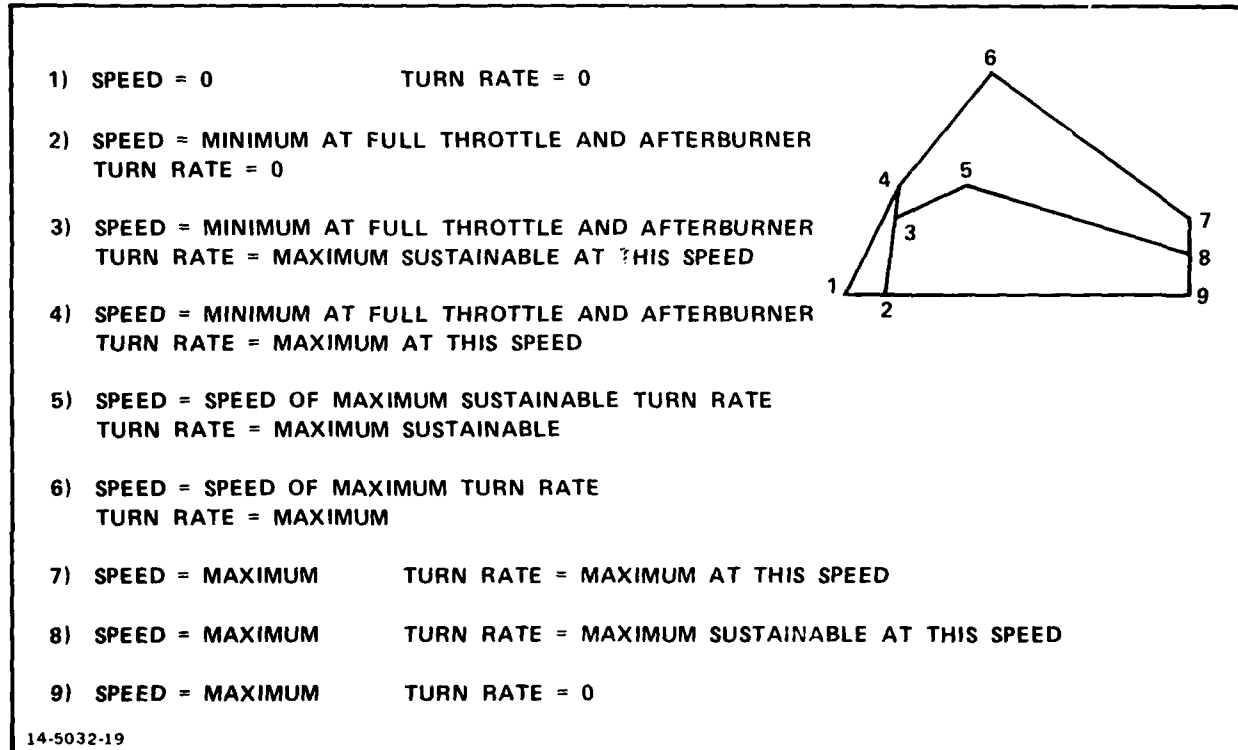 1) SPEED = 0 TURN RATE = 0
2) SPEED = MINIMUM AT FULL THROTTLE AND AFTERBURNER
TURN RATE = 0
3) SPEED = MINIMUM AT FULL THROTTLE AND AFTERBURNER
TURN RATE = MAXIMUM SUSTAINABLE AT THIS SPEED
4) SPEED = MINIMUM AT FULL THROTTLE AND AFTERBURNER
TURN RATE = MAXIMUM AT THIS SPEED
5) SPEED = SPEED OF MAXIMUM SUSTAINABLE TURN RATE
TURN RATE = MAXIMUM SUSTAINABLE
6) SPEED = SPEED OF MAXIMUM TURN RATE
TURN RATE = MAXIMUM
7) SPEED = MAXIMUM TURN RATE = MAXIMUM AT THIS SPEED
8) SPEED = MAXIMUM TURN RATE = MAXIMUM SUSTAINABLE AT THIS SPEED
9) SPEED = MAXIMUM TURN RATE = 0
14-5032-19
6
4
5
3
7
8
1
2
9